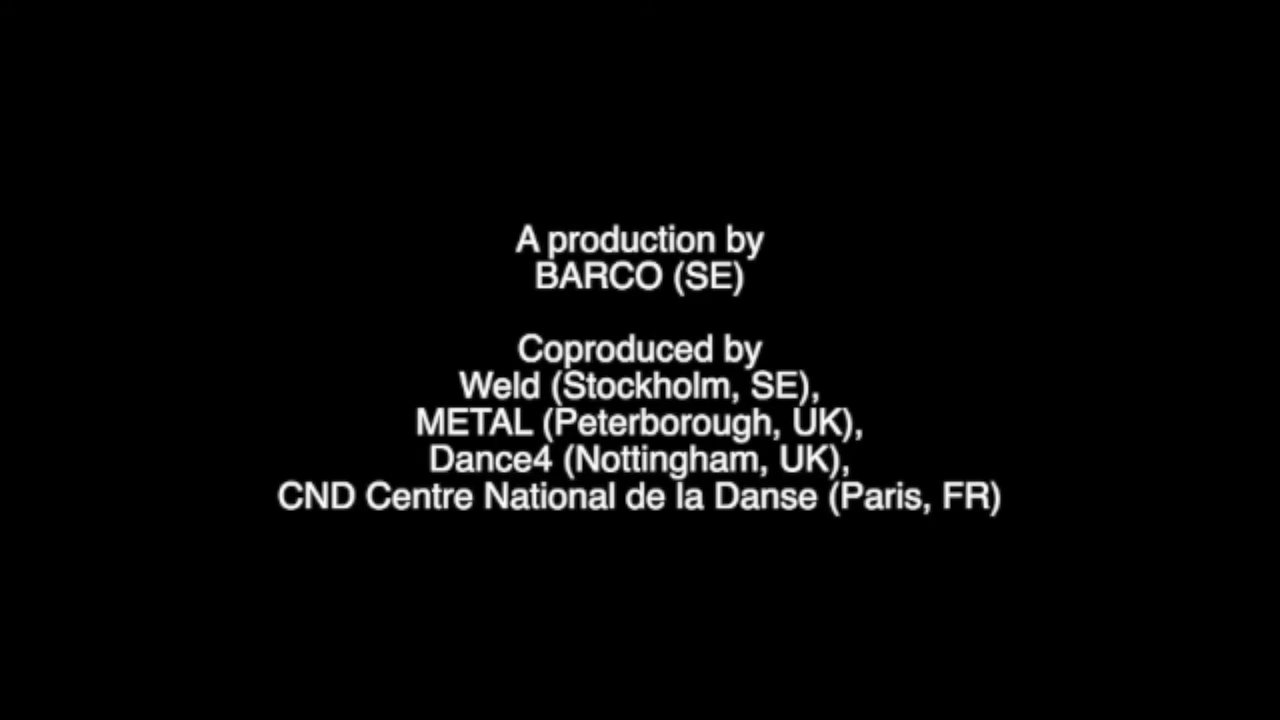 A production by
BARCO (SE)
Coproduced by
Weld (Stockholm, SE),
METAL (Peterborough, UK),
Dance4 (Nottingham, UK),
CND Centre National de la Danse (Paris, FR)